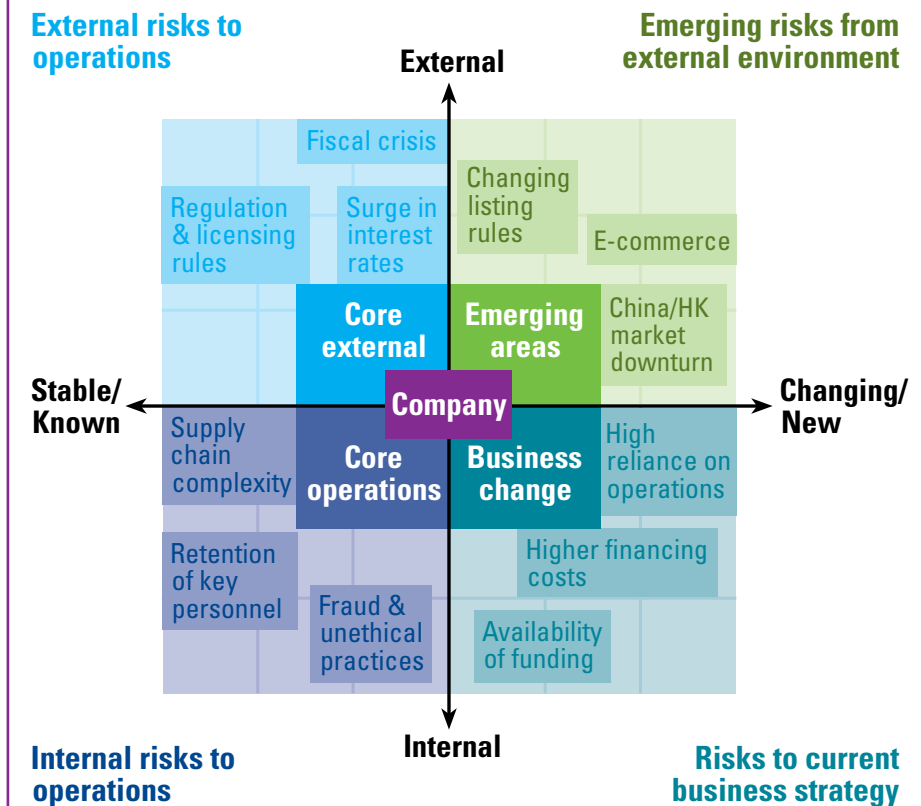 External risks to
operations
Emerging risks from
external environment
External
Fiscal crisis
Changing
listing
rules
Regulation
& licensing
rules
Surge in
interest
rates
E-commerce
Core
external
Emerging
areas
China/HK
market
downturn
Stable/
Known
Company
Changing/
New
Supply
chain
complexity
Core
operations
Business
change
High
reliance on
operations
Retention
of key
personnel
Higher financing
costs
Fraud &
unethical
practices
Availability
of funding
Internal
Internal risks to
operations
Risks to current
business strategy